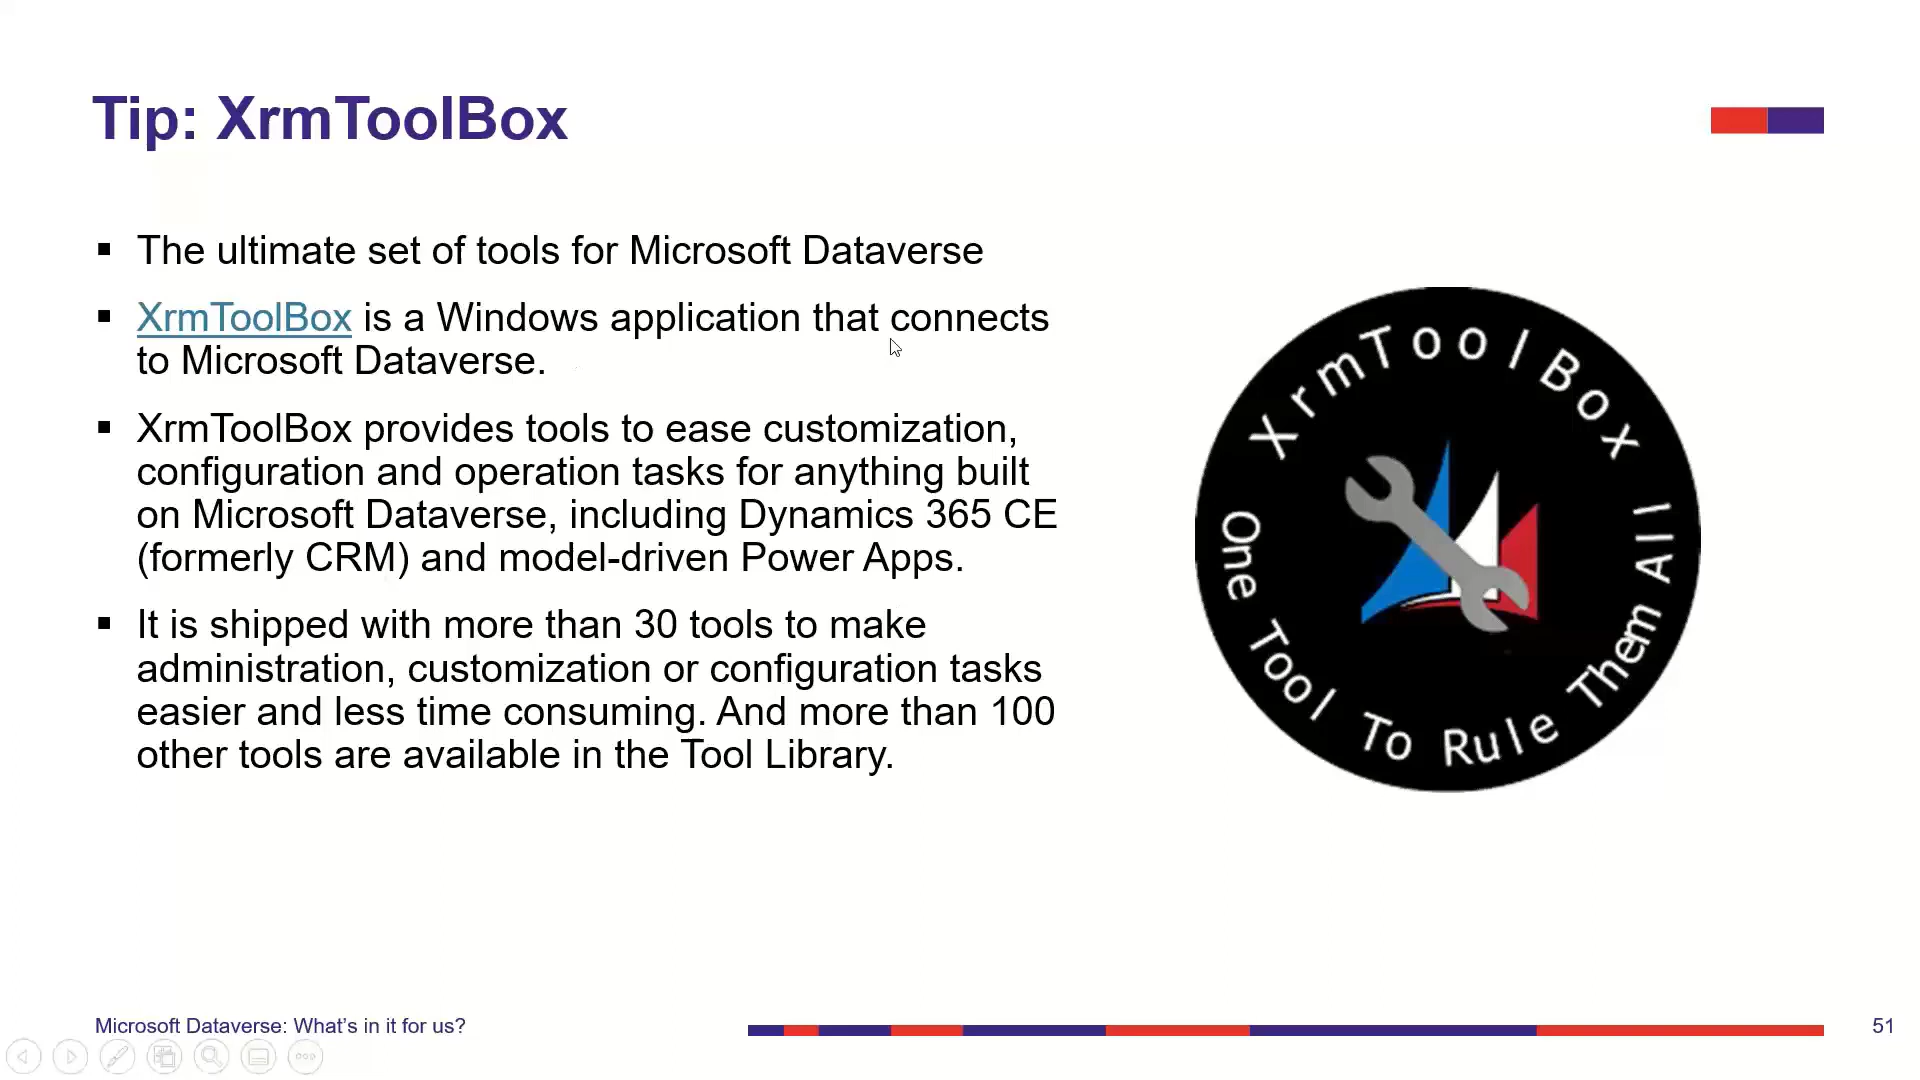 Tip: XrmToolBox
▪ The ultimate set of tools for Microsoft Dataverse
▪ XrmToolBox is a Windows application that connects
to Microsoft Dataverse.
▪ XrmToolBox provides tools to ease customization,
configuration and operation tasks for anything built
on Microsoft Dataverse, including Dynamics 365 CE
(formerly CRM) and model-driven Power Apps.
▪ It is shipped with more than 30 tools to make
administration, customization or configuration tasks
easier and less time consuming. And more than 100
other tools are available in the Tool Library.
XrmToolBox
One Tool To Rule Them All
Microsoft Dataverse: What’s in it for us?
51